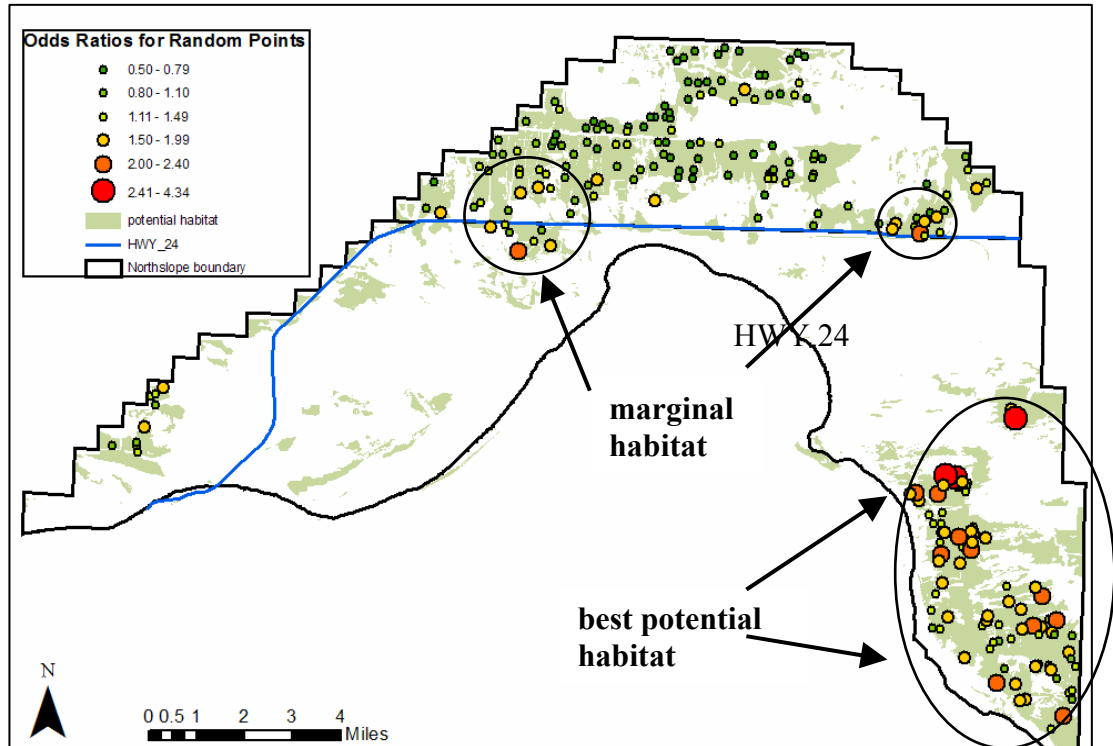 Odds Ratios for Random Points
0.50 - 0.79
0.80 - 1.10
1.11 - 1.49
1.50 - 1.99
2.00 - 2.40
2.41 - 4.34
potential habitat
HWY_24
Northslope boundary
HWY 24
marginal
habitat
best potential
habitat
N
0 0.5 1 2 3 4
Miles